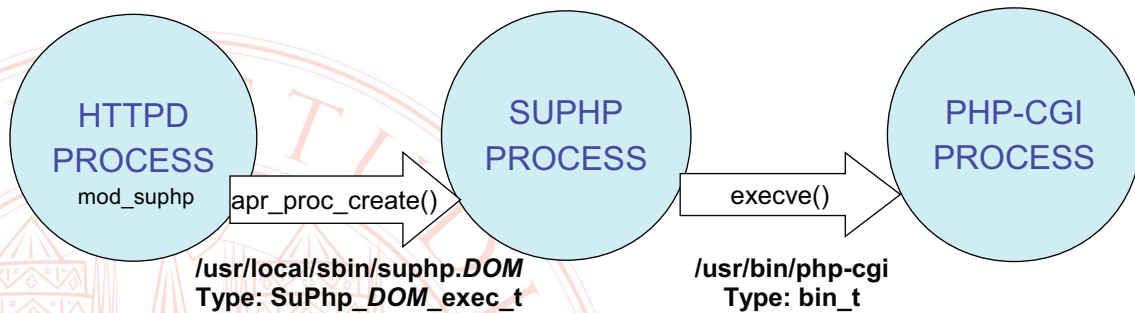 HTTPD
PROCESS
mod_suphp
apr_proc_create()
SUPHP
PROCESS
execve()
PHP-CGI
PROCESS
/usr/local/sbin/suphp.DOM
Type: SuPhp_DOM_exec_t
/usr/bin/php-cgi
Type: bin_t